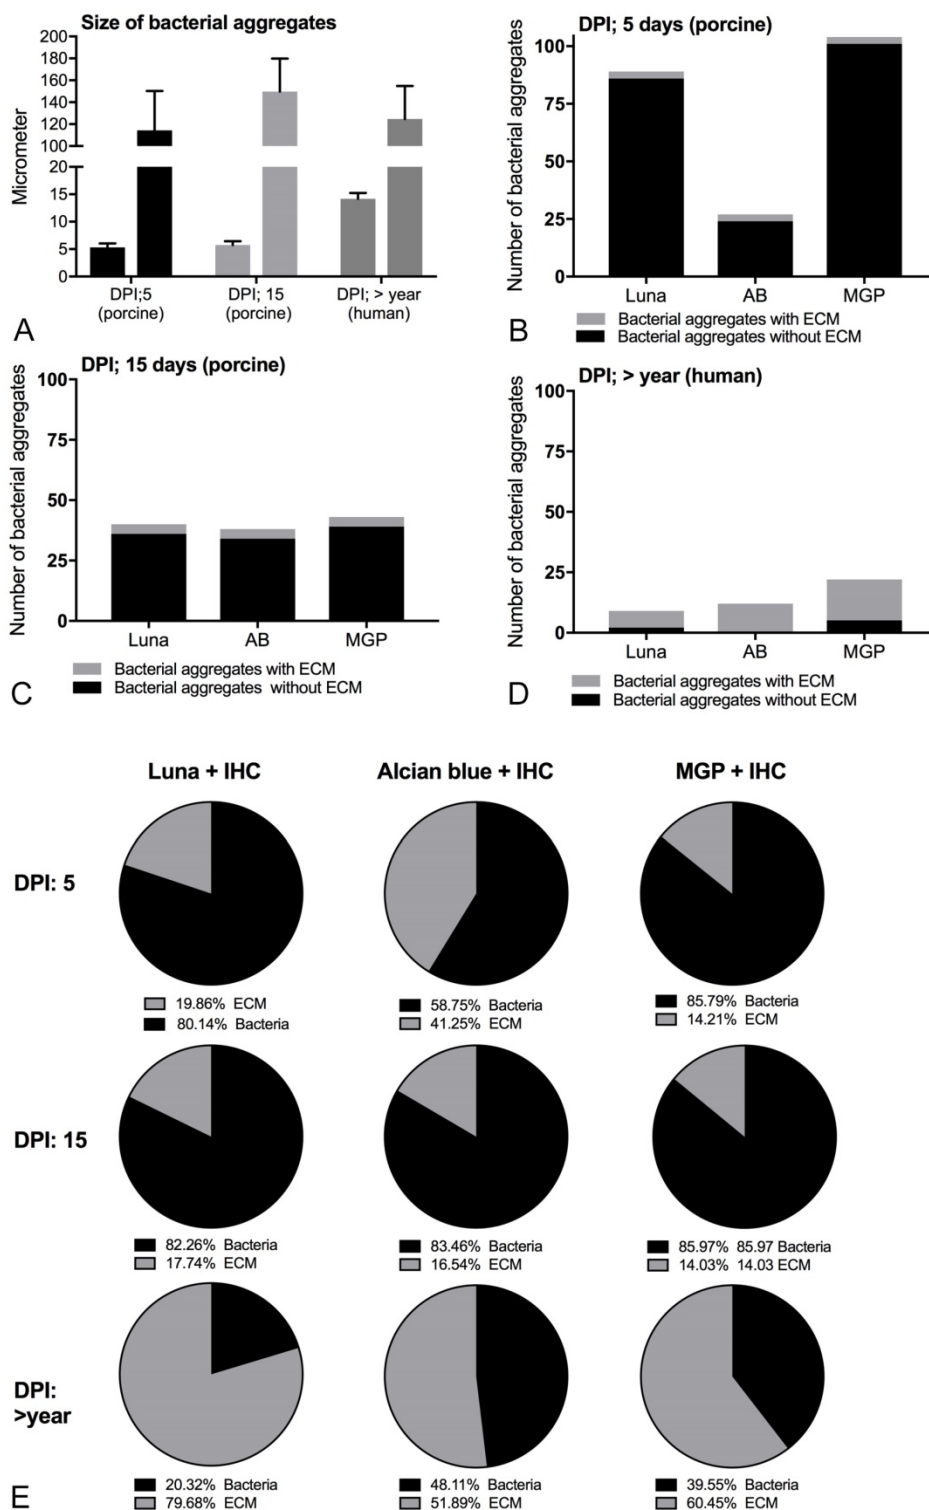 Size of bacterial aggregates
Micrometer
200
180
160
140
120
100
20
15
10
5
0
DPI;5
(porcine)
DPI; 15
(porcine)
DPI; > year
(human)
A
DPI; 5 days (porcine)
Number of bacterial aggregates
100
75
50
25
0
Luna AB MGP
Bacterial aggregates with ECM
Bacterial aggregates without ECM
B
DPI; 15 days (porcine)
Number of bacterial aggregates
100
75
50
25
0
Luna AB MGP
Bacterial aggregates with ECM
Bacterial aggregates without ECM
C
DPI; > year (human)
Number of bacterial aggregates
100
75
50
25
0
Luna AB MGP
Bacterial aggregates with ECM
Bacterial aggregates without ECM
D
Luna + IHC Alcian blue + IHC MGP + IHC
DPI: 5
19.86% ECM
80.14% Bacteria
58.75% Bacteria
41.25% ECM
85.79% Bacteria
14.21% ECM
DPI: 15
82.26% Bacteria
17.74% ECM
83.46% Bacteria
16.54% ECM
85.97% 85.97 Bacteria
14.03% 14.03 ECM
DPI:
>year
20.32% Bacteria
79.68% ECM
48.11% Bacteria
51.89% ECM
39.55% Bacteria
60.45% ECM
E